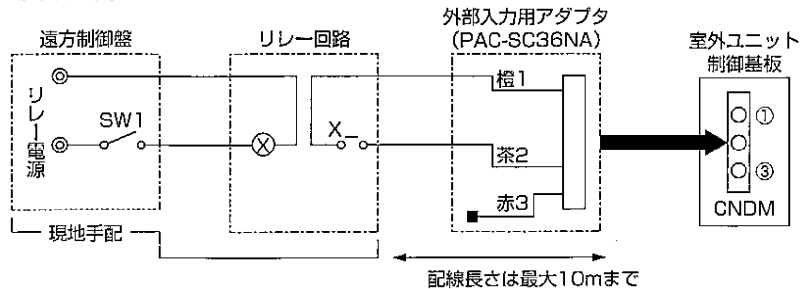 遠方制御盤
リレー回路
外部入力用アダプタ
(PAC-SC36NA)
室外ユニット
制御基板
リレー電源
SW1
X
X_
橙1
茶2
赤3
①
③
CNDM
現地手配
配線長さは最大10mまで